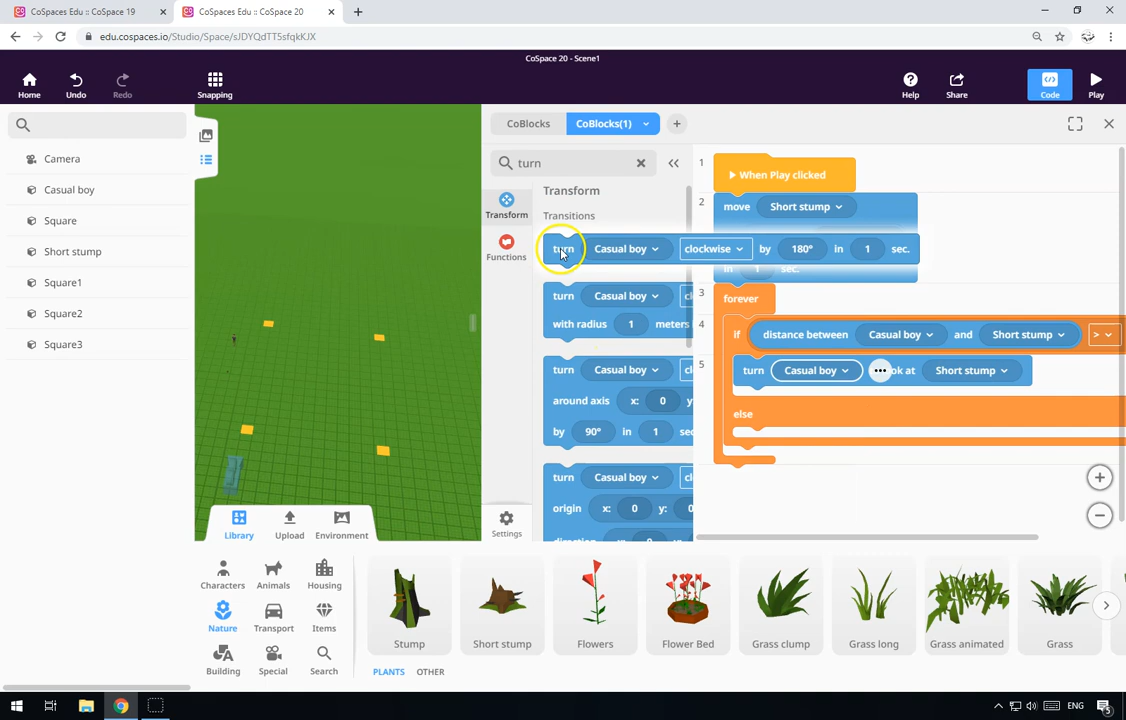 CoSpaces Edu :: CoSpace 19
CoSpaces Edu :: CoSpace 20
edu.cospaces.io/Studio/Space/sJDYQdTT5sfqkKJX
CoSpace 20 - Scene1
Home
Undo
Redo
Snapping
Help
Share
Code
Play
CoBlocks
CoBlocks(1)
Camera
Casual boy
Square
Short stump
Square1
Square2
Square3
turn
Transform
Functions
Settings
Transform
Transitions
turn Casual boy clockwise by 180° in 1 sec.
turn Casual boy
with radius 1 meters
turn Casual boy
around axis x: 0
by 90° in 1
turn Casual boy
origin x: 0 y:
1 When Play clicked
2 move Short stump
in 1 sec.
3 forever
4 if distance between Casual boy and Short stump >
5 turn Casual boy ... ok at Short stump
else
Library
Upload
Environment
Characters
Animals
Housing
Nature
Transport
Items
Building
Special
Search
Stump
Short stump
Flowers
Flower Bed
Grass clump
Grass long
Grass animated
Grass
PLANTS
OTHER
ENG
5